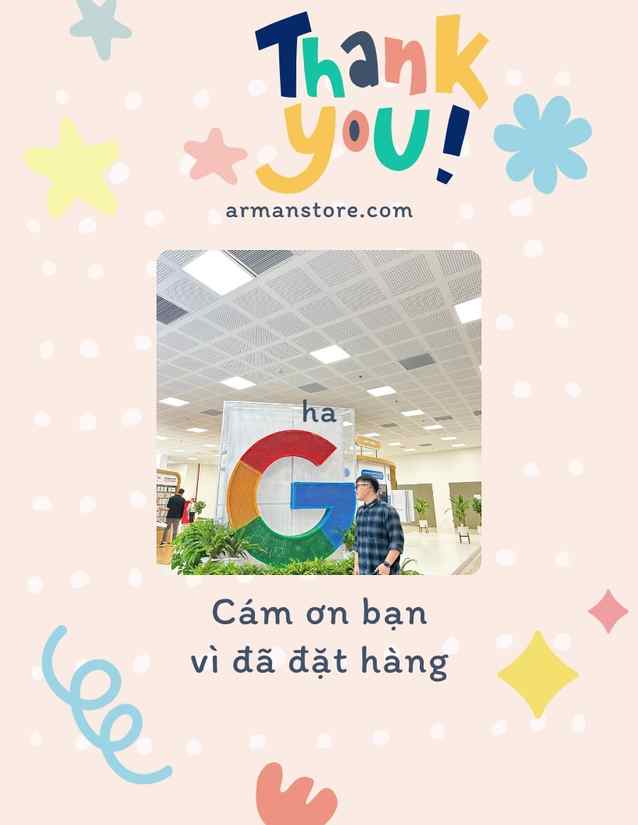 Thank
you!
armanstore.com
ha
G
Cám ơn bạn
vì đã đặt hàng